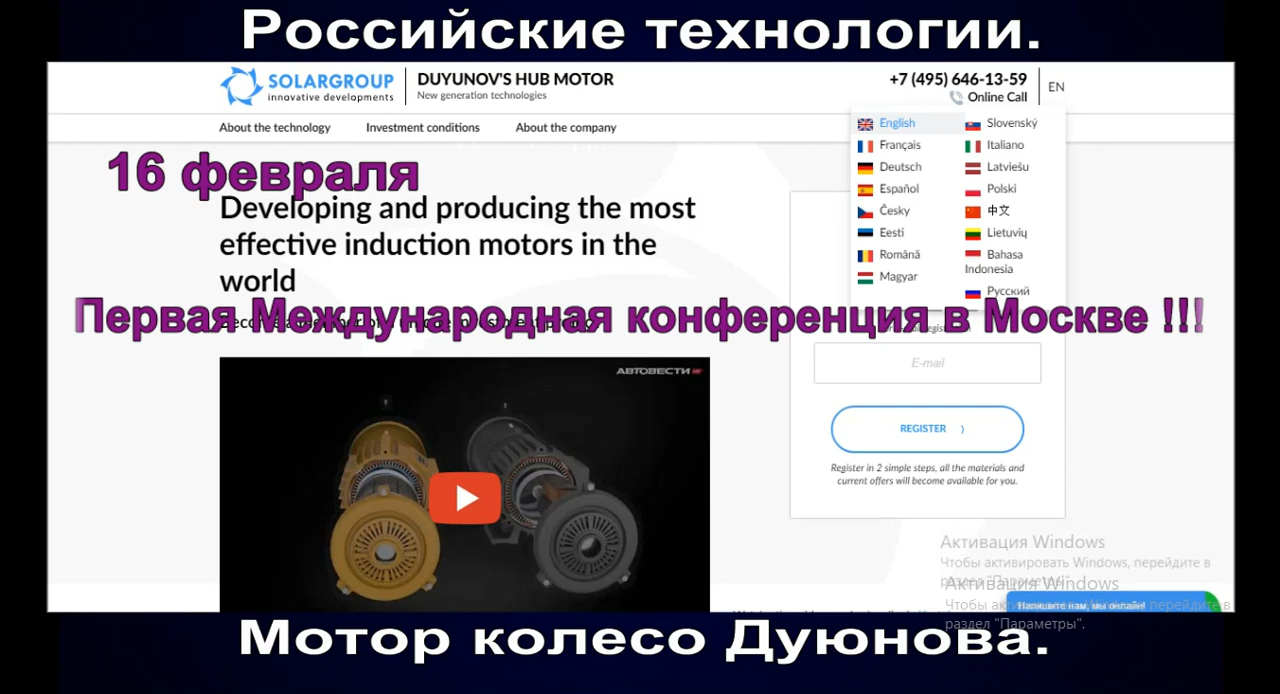 Российские технологии.
SOLARGROUP
innovative developments
DUYUNOV'S HUB MOTOR
New generation technologies
+7 (495) 646-13-59
Online Call
EN
About the technology
Investment conditions
About the company
English
Français
Deutsch
Español
Česky
Eesti
Română
Magyar
Slovenský
Italiano
Latviešu
Polski
中文
Lietuvių
Bahasa
Indonesia
Русский
16 февраля
Developing and producing the most
effective induction motors in the
world
Первая Международная конференция в Москве !!!
E-mail
АВТОВЕСТИ
REGISTER
Register in 2 simple steps, all the materials and
current offers will become available for you.
Активация Windows
Чтобы активировать Windows, перейдите в
раздел "Параметры".
Активация Windows
Напишите нам, мы онлайн!
Чтобы перейдите в
раздел "Параметры".
Мотор колесо Дуюнова.